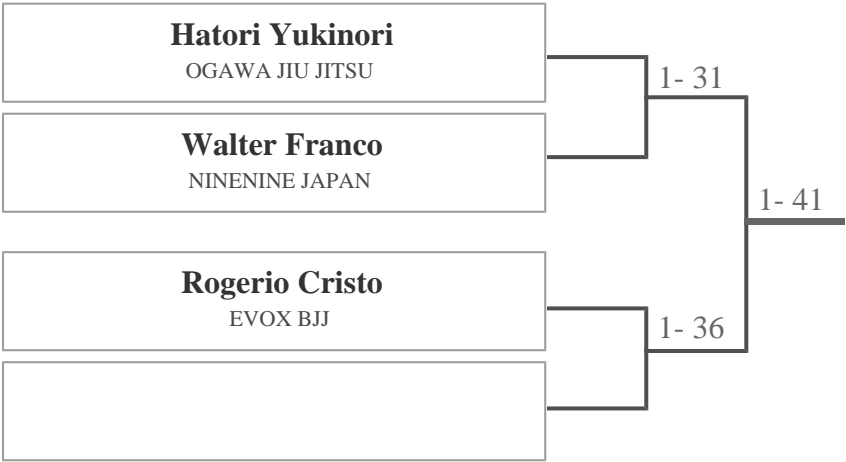 Hatori Yukinori
OGAWA JIU JITSU
1- 31
Walter Franco
NINENINE JAPAN
1- 41
Rogerio Cristo
EVOX BJJ
1- 36